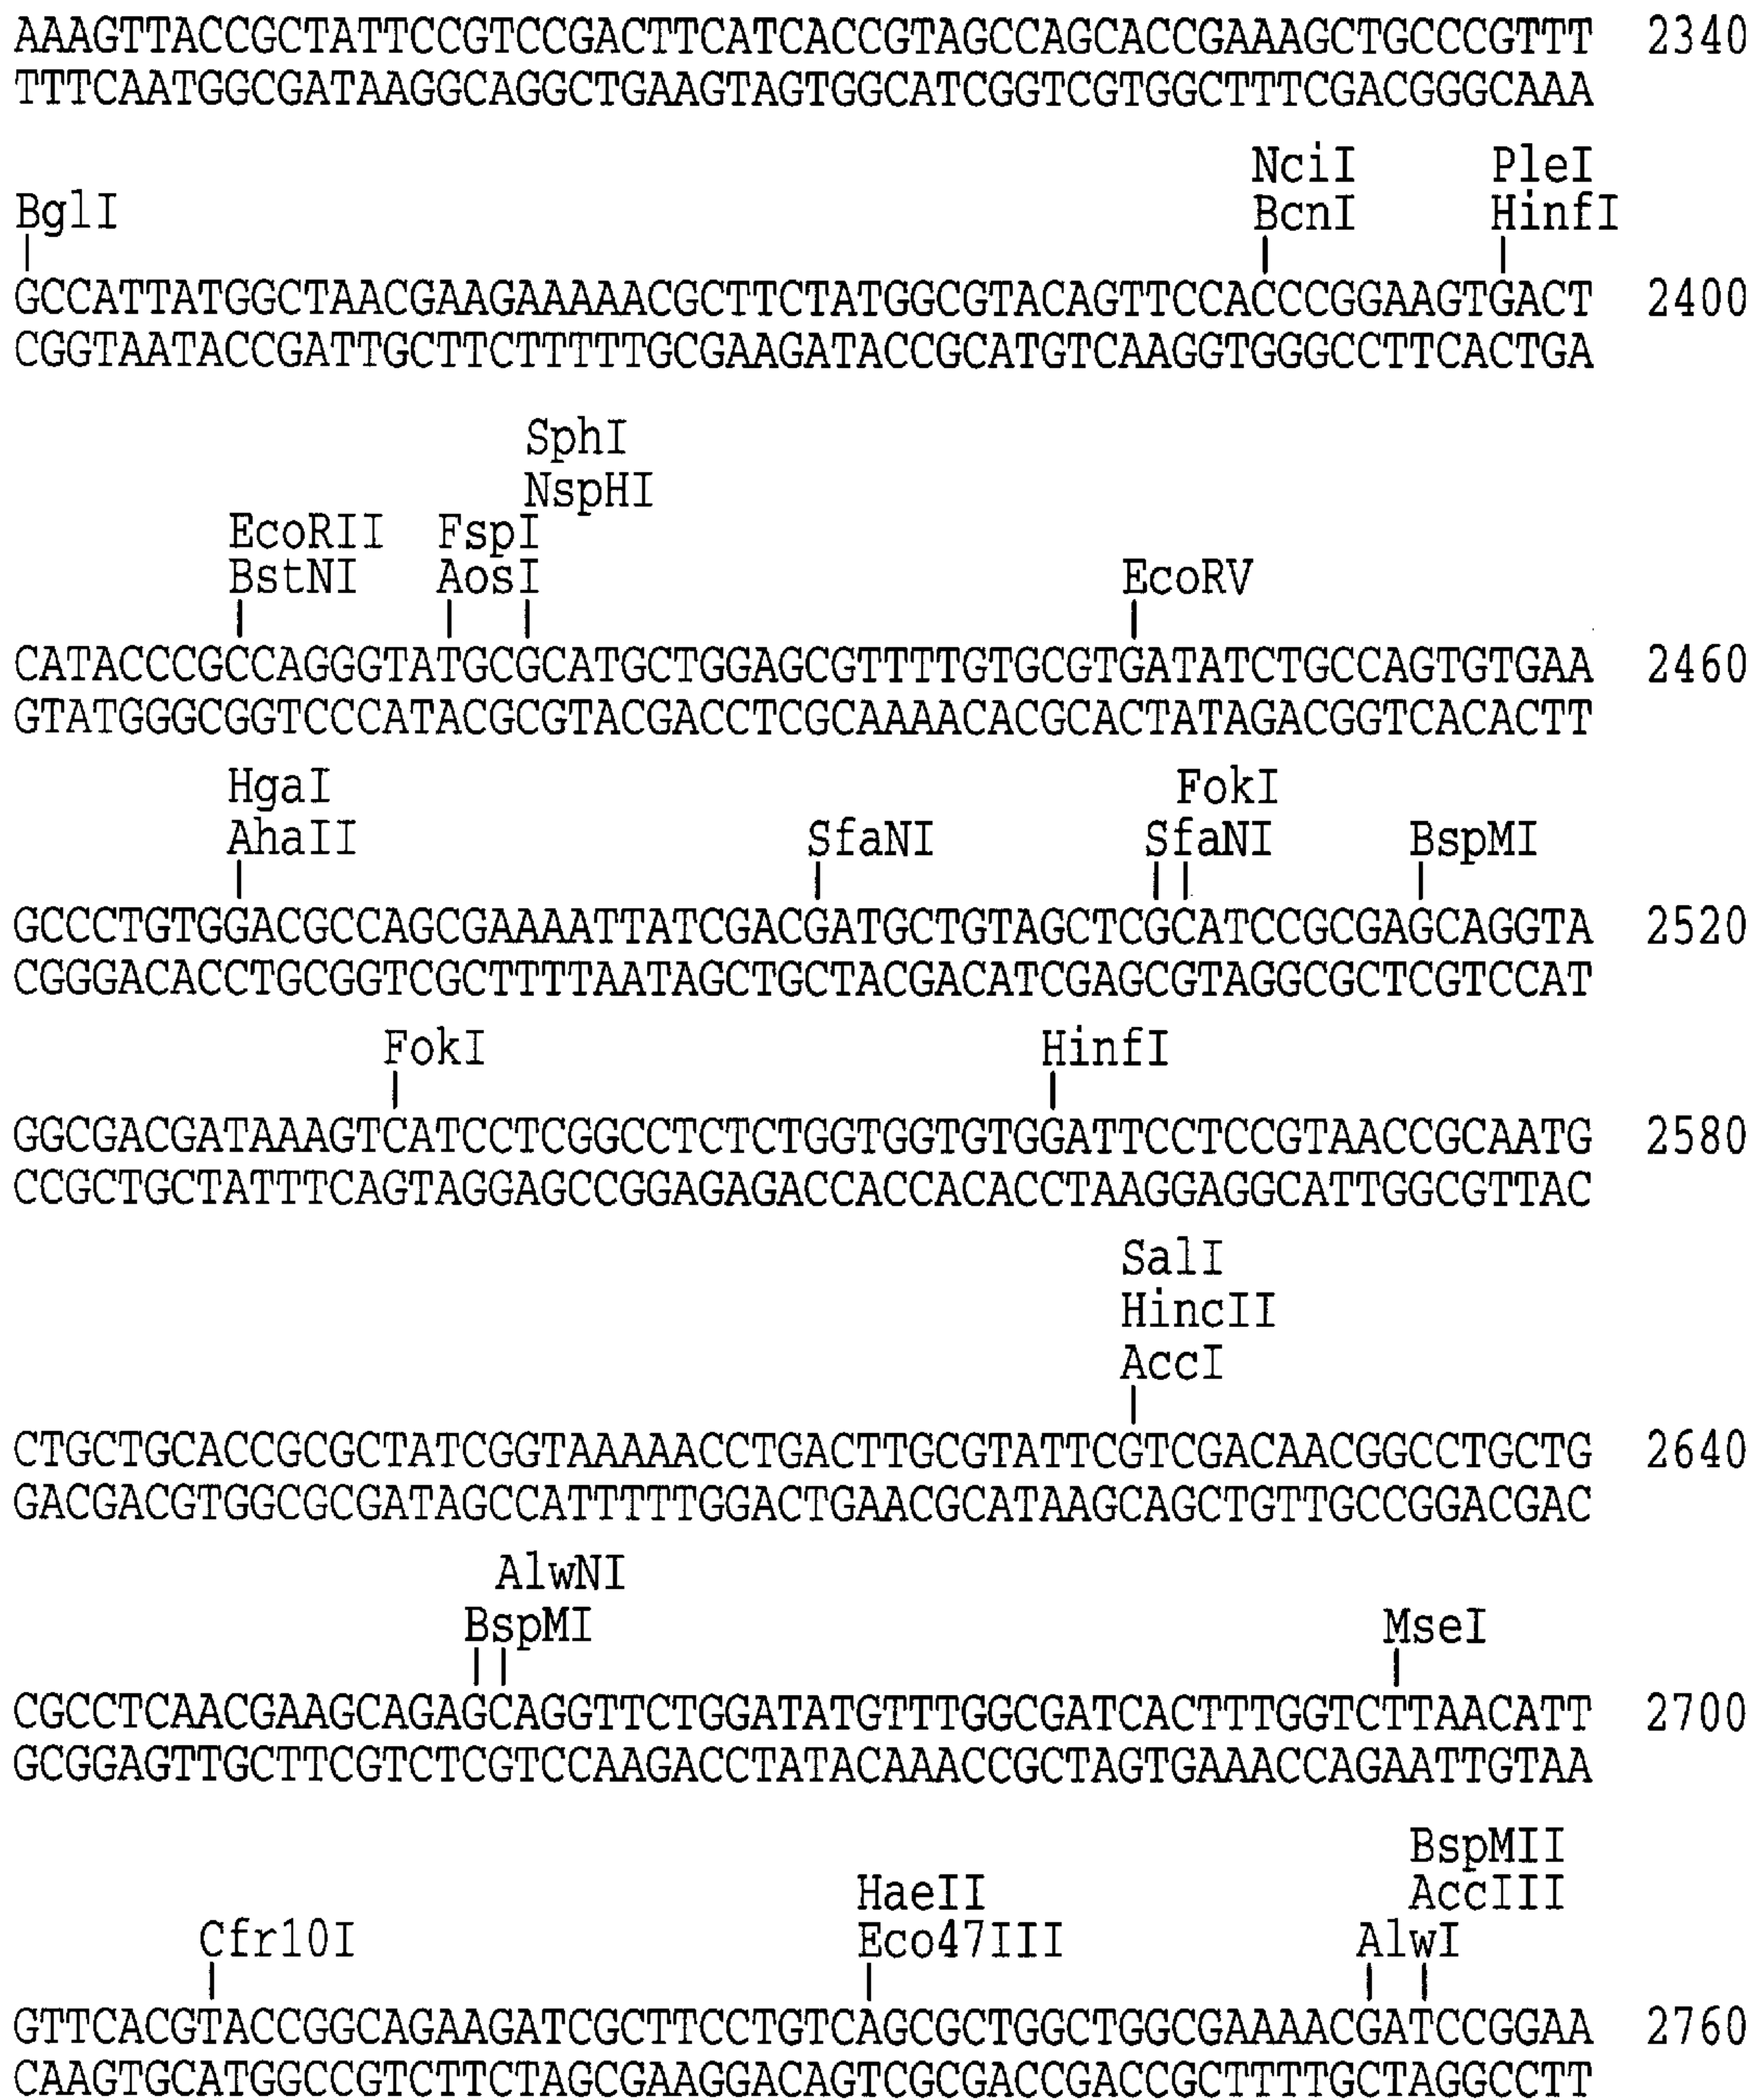 AAAGTTACCGCTATTCCGTCCGACTTCATCACCGTAGCCAGCACCGAAAGCTGCCCGTTT 2340
TTTCAATGGCGATAAGGCAGGCTGAAGTAGTGGCATCGGTCGTGGCTTTCGACGGGCAAA
NciI PleI
BglI BcnI HinfI
GCCATTATGGCTAACGAAGAAAAACGCTTCTATGGCGTACAGTTCCACCCGGAAGTGACT 2400
CGGTAATACCGATTGCTTCTTTTTGCGAAGATACCGCATGTCAAGGTGGGCCTTCACTGA
SphI
NspHI
EcoRII FspI
BstNI AosI EcoRV
CATACCCGCCAGGGTATGCGCATGCTGGAGCGTTTTGTGCGTGATATCTGCCAGTGTGAA 2460
GTATGGGCGGTCCCATACGCGTACGACCTCGCAAAACACGCACTATAGACGGTCACACTT
HgaI FokI
AhaII SfaNI SfaNI BspMI
GCCCTGTGGACGCCAGCGAAAATTATCGACGATGCTGTAGCTCGCATCCGCGAGCAGGTA 2520
CGGGACACCTGCGGTCGCTTTTAATAGCTGCTACGACATCGAGCGTAGGCGCTCGTCCAT
FokI HinfI
GGCGACGATAAAGTCATCCTCGGCCTCTCTGGTGGTGTGGATTCCTCCGTAACCGCAATG 2580
CCGCTGCTATTTCAGTAGGAGCCGGAGAGACCACCACACCTAAGGAGGCATTGGCGTTAC
SalI
HincII
AccI
CTGCTGCACCGCGCTATCGGTAAAAACCTGACTTGCGTATTCGTCGACAACGGCCTGCTG 2640
GACGACGTGGCGCGATAGCCATTTTTGGACTGAACGCATAAGCAGCTGTTGCCGGACGAC
AlwNI
BspMI MseI
CGCCTCAACGAAGCAGAGCAGGTTCTGGATATGTTTGGCGATCACTTTGGTCTTAACATT 2700
GCGGAGTTGCTTCGTCTCGTCCAAGACCTATACAAACCGCTAGTGAAACCAGAATTGTAA
BspMII
HaeII AccIII
Cfr10I Eco47III AlwI
GTTCACGTACCGGCAGAAGATCGCTTCCTGTCAGCGCTGGCTGGCGAAAACGATCCGGAA 2760
CAAGTGCATGGCCGTCTTCTAGCGAAGGACAGTCGCGACCGACCGCTTTTGCTAGGCCTT